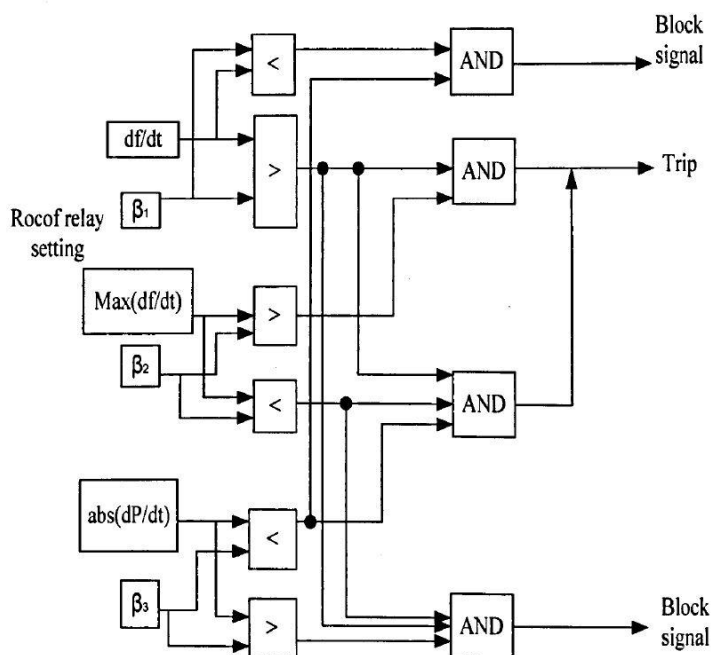 Block
signal
<
AND
df/dt
>
AND
Trip
β₁
Rocof relay
setting
Max(df/dt)
>
β₂
<
AND
abs(dP/dt)
<
β₃
>
AND
Block
signal